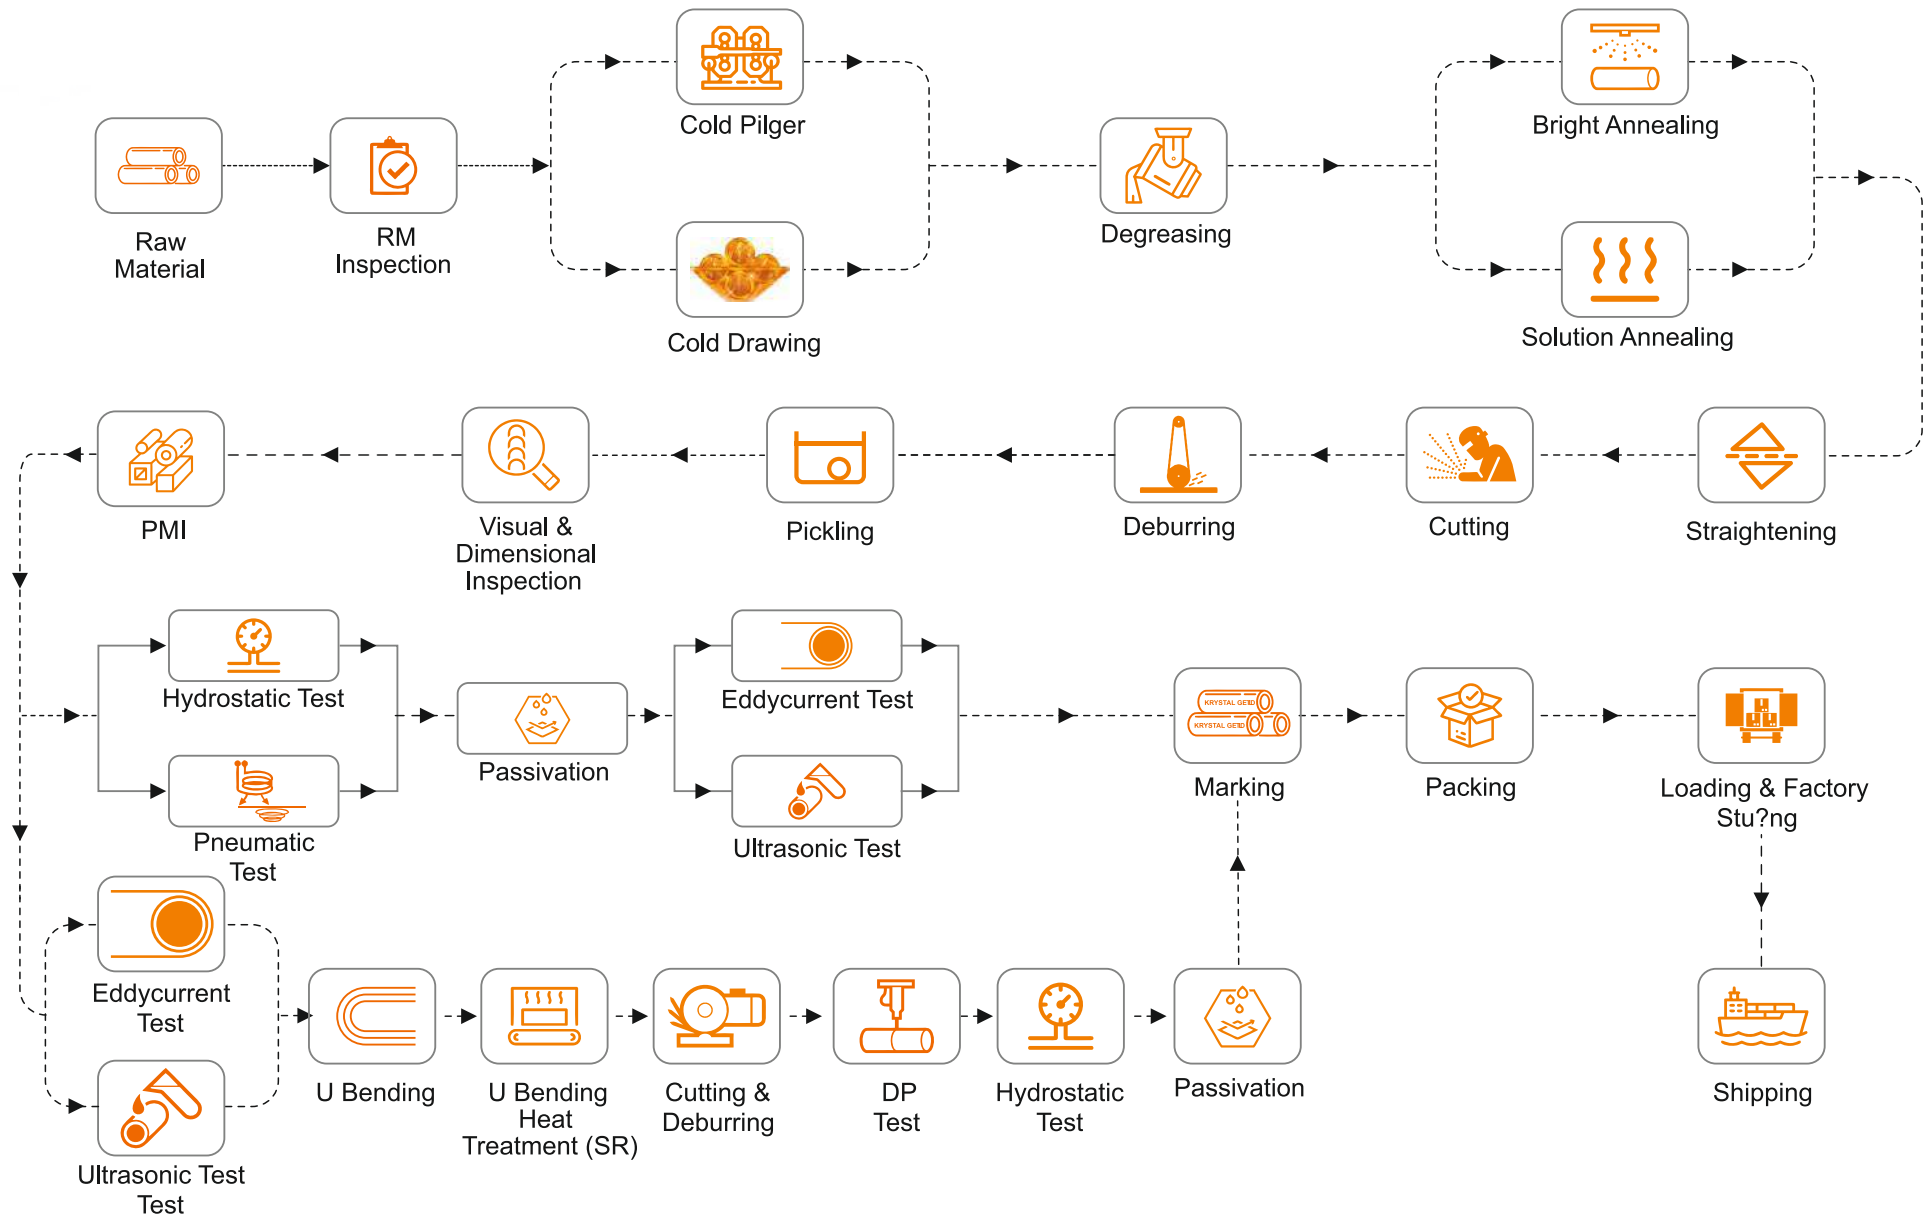 Cold Pilger
Bright Annealing
Raw
Material
RM
Inspection
Degreasing
Cold Drawing
Solution Annealing
PMI
Visual &
Dimensional
Inspection
Pickling
Deburring
Cutting
Straightening
Hydrostatic Test
Eddycurrent Test
KRYSTAL
KRYSTAL
Passivation
Marking
Packing
Loading & Factory
Stu?ng
Pneumatic
Test
Ultrasonic Test
Eddycurrent
Test
U Bending
U Bending
Heat
Treatment (SR)
Cutting &
Deburring
DP
Test
Hydrostatic
Test
Passivation
Shipping
Ultrasonic Test
Test